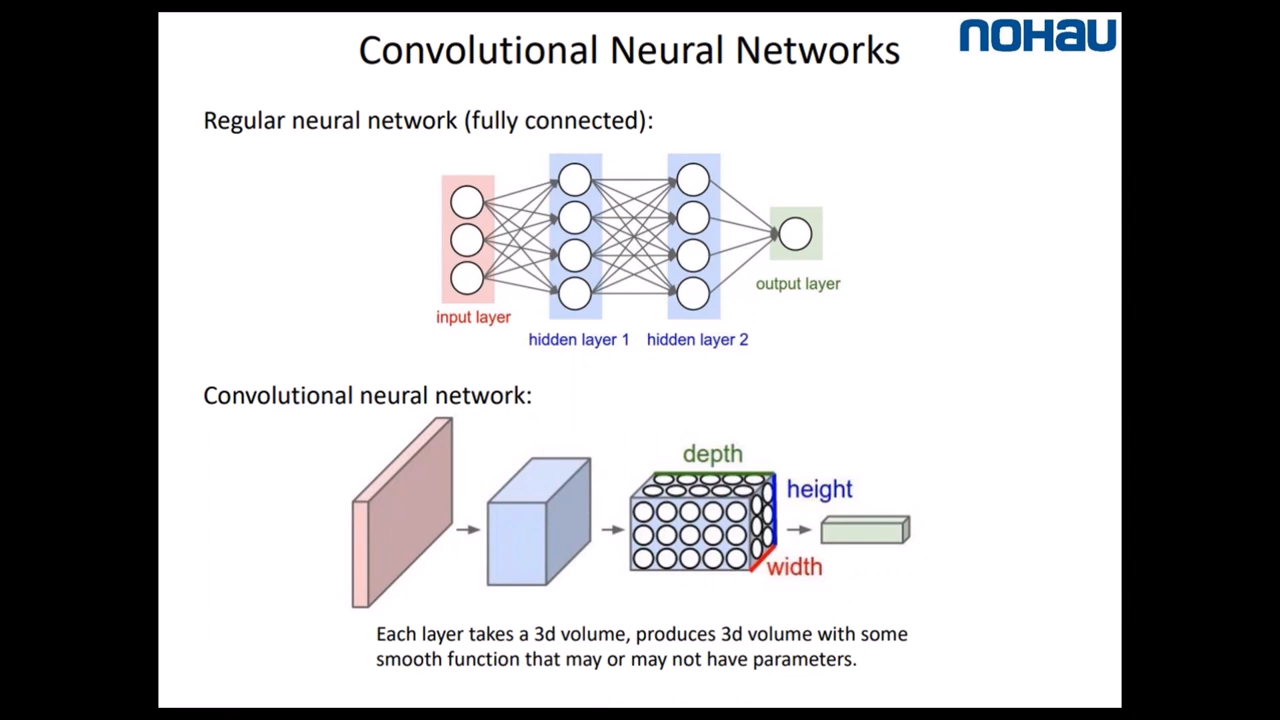 Convolutional Neural Networks
nOHaU
Regular neural network (fully connected):
input layer
hidden layer 1
hidden layer 2
output layer
Convolutional neural network:
depth
height
width
Each layer takes a 3d volume, produces 3d volume with some
smooth function that may or may not have parameters.